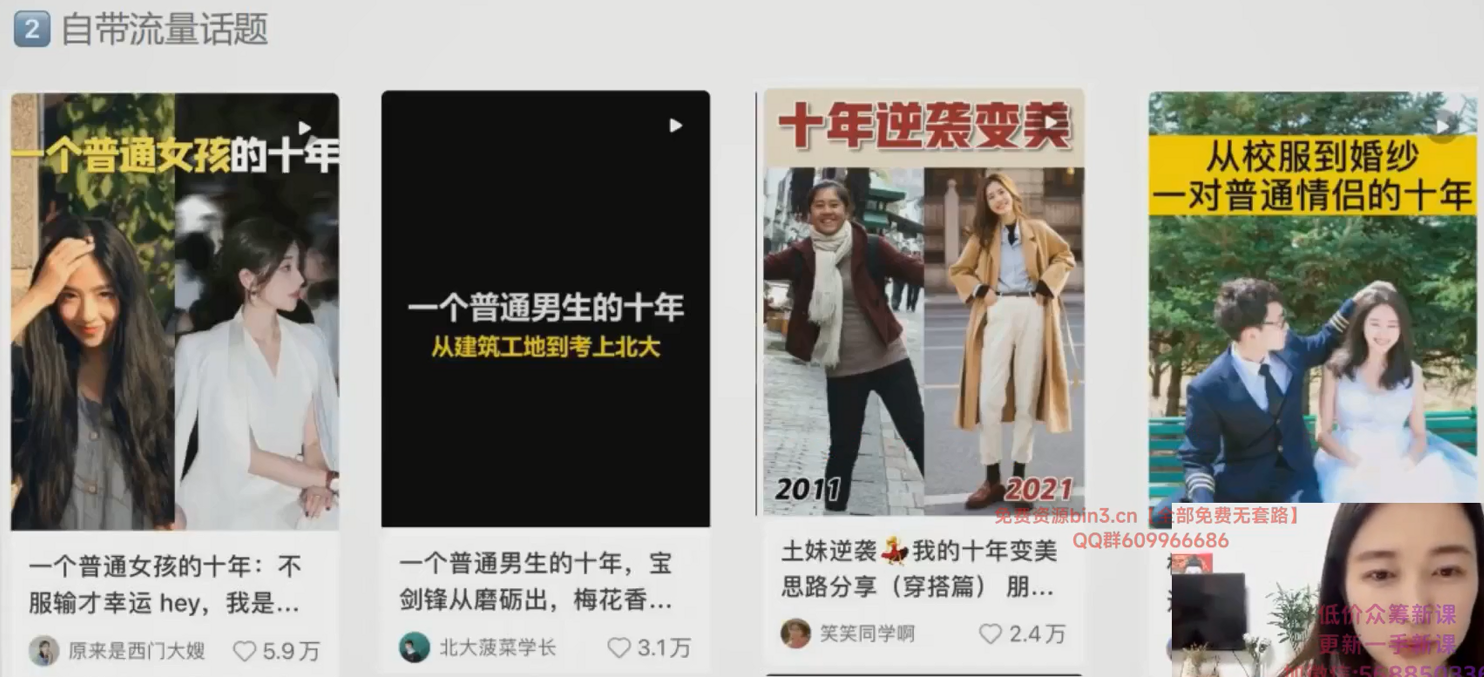 2 自带流量话题
一个普通女孩的十年
一个普通女孩的十年：不
服输才幸运 hey，我是...
原来是西门大嫂 5.9万
一个普通男生的十年
从建筑工地到考上北大
一个普通男生的十年，宝
剑锋从磨砺出，梅花香...
北大菠菜学长 3.1万
十年逆袭变美
2011
2021
土妹逆袭💃我的十年变美
思路分享（穿搭篇） 朋...
笑笑同学啊 2.4万
从校服到婚纱
一对普通情侣的十年
免费资源bin3.cn【全部免费无套路】
QQ群609966686
低价众筹新课
更新一手新课